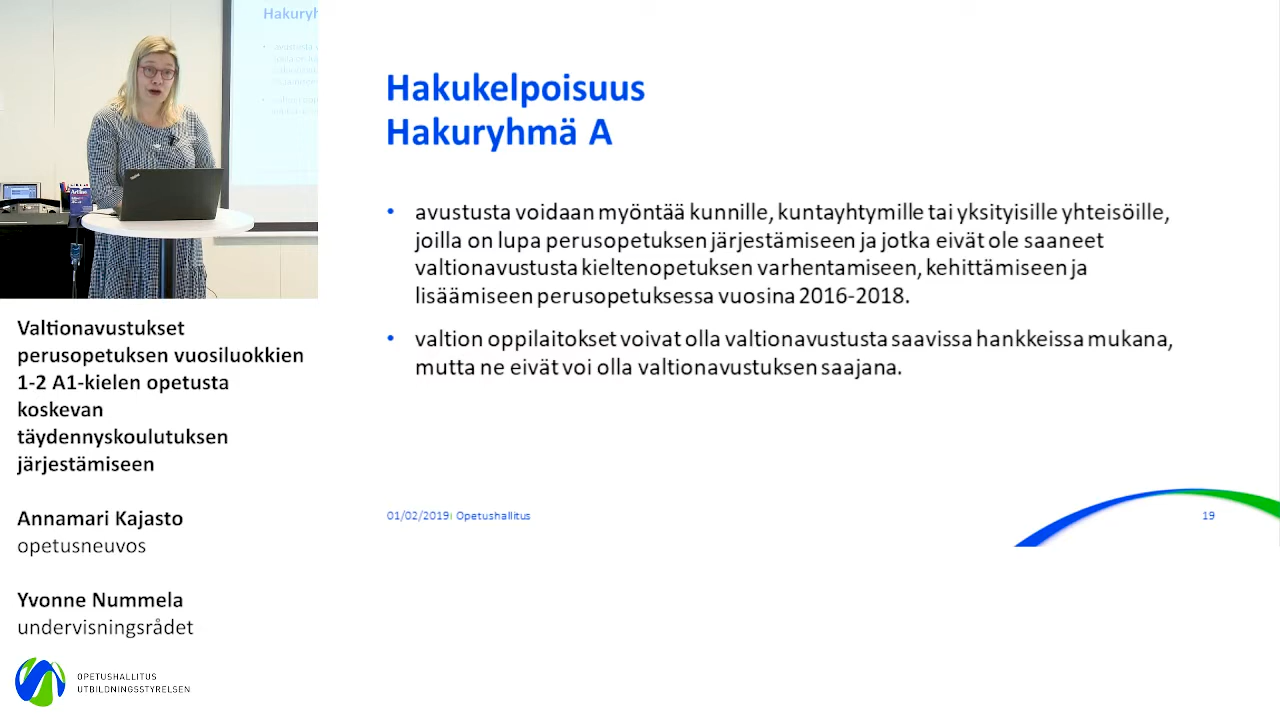 Hakuryh
Hakukelpoisuus
Hakuryhmä A
• avustusta voidaan myöntää kunnille, kuntayhtymille tai yksityisille yhteisöille,
joilla on lupa perusopetuksen järjestämiseen ja jotka eivät ole saaneet
valtionavustusta kieltenopetuksen varhentamiseen, kehittämiseen ja
lisäämiseen perusopetuksessa vuosina 2016-2018.
• valtion oppilaitokset voivat olla valtionavustusta saavissa hankkeissa mukana,
mutta ne eivät voi olla valtionavustuksen saajana.
01/02/2019 Opetushallitus
19
Valtionavustukset
perusopetuksen vuosiluokkien
1-2 A1-kielen opetusta
koskevan
täydennyskoulutuksen
järjestämiseen
Annamari Kajasto
opetusneuvos
Yvonne Nummela
undervisningsrådet
OPETUSHALLITUS
UTBILDNINGSSTYRELSEN